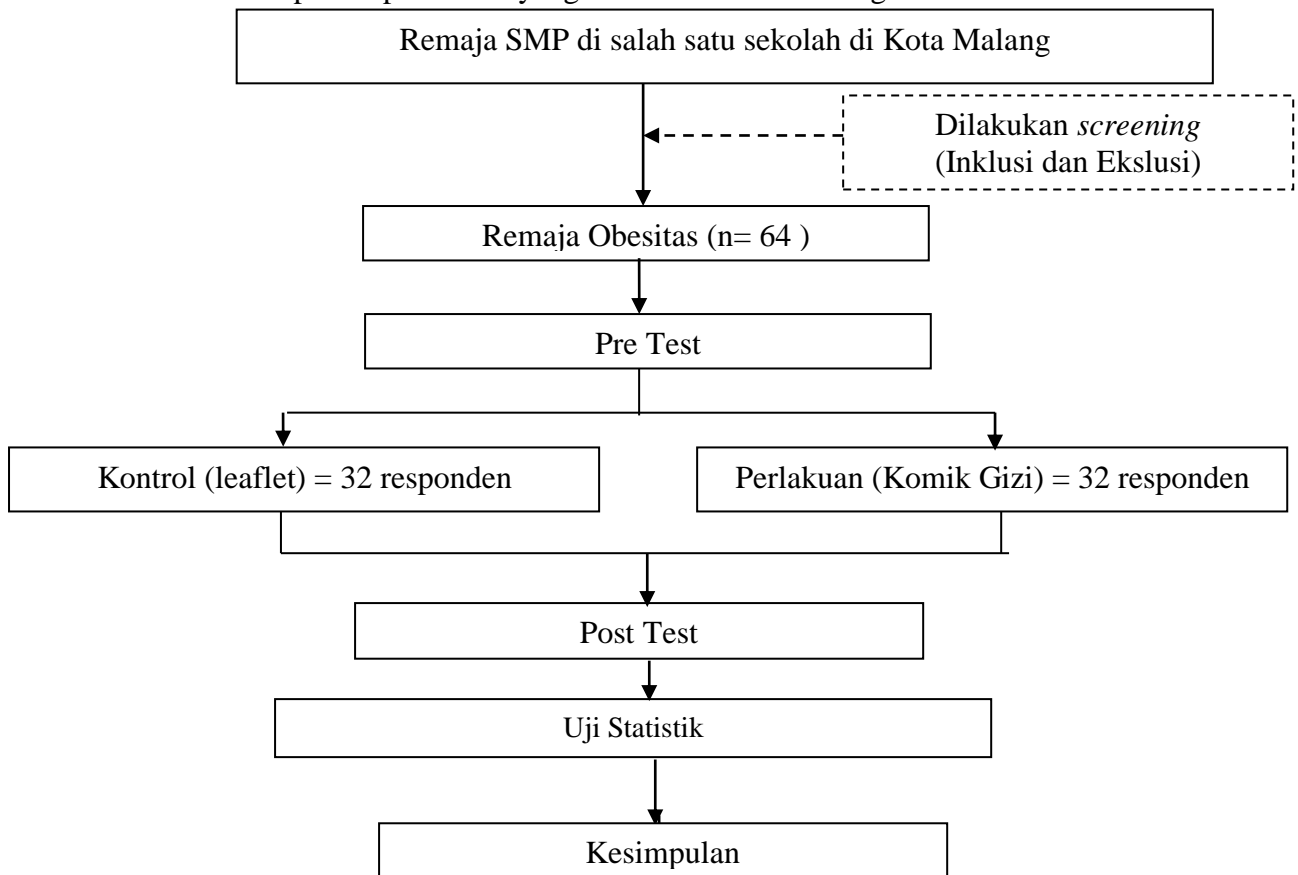 Remaja SMP di salah satu sekolah di Kota Malang
Dilakukan screening
(Inklusi dan Ekslusi)
Remaja Obesitas (n= 64 )
Pre Test
Kontrol (leaflet) = 32 responden
Perlakuan (Komik Gizi) = 32 responden
Post Test
Uji Statistik
Kesimpulan